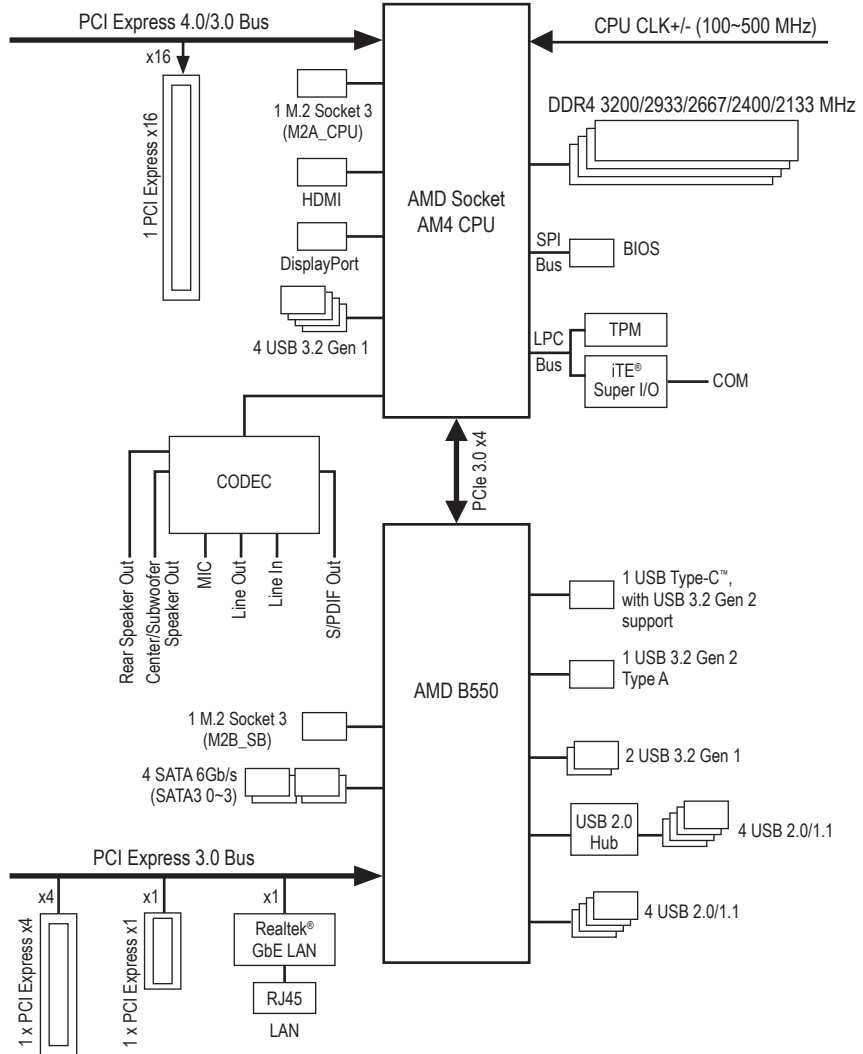 PCI Express 4.0/3.0 Bus
CPU CLK+/- (100~500 MHz)
x16
1 PCI Express x16
1 M.2 Socket 3
(M2A_CPU)
DDR4 3200/2933/2667/2400/2133 MHz
HDMI
AMD Socket
AM4 CPU
DisplayPort
SPI
Bus
BIOS
4 USB 3.2 Gen 1
LPC
Bus
TPM
iTE®
Super I/O
COM
PCIe 3.0 x4
CODEC
Rear Speaker Out
Center/Subwoofer
Speaker Out
MIC
Line Out
Line In
S/PDIF Out
1 USB Type-C™,
with USB 3.2 Gen 2
support
1 USB 3.2 Gen 2
Type A
AMD B550
1 M.2 Socket 3
(M2B_SB)
2 USB 3.2 Gen 1
4 SATA 6Gb/s
(SATA3 0~3)
USB 2.0
Hub
4 USB 2.0/1.1
PCI Express 3.0 Bus
x4
x1
x1
1 x PCI Express x4
1 x PCI Express x1
Realtek®
GbE LAN
RJ45
LAN
4 USB 2.0/1.1